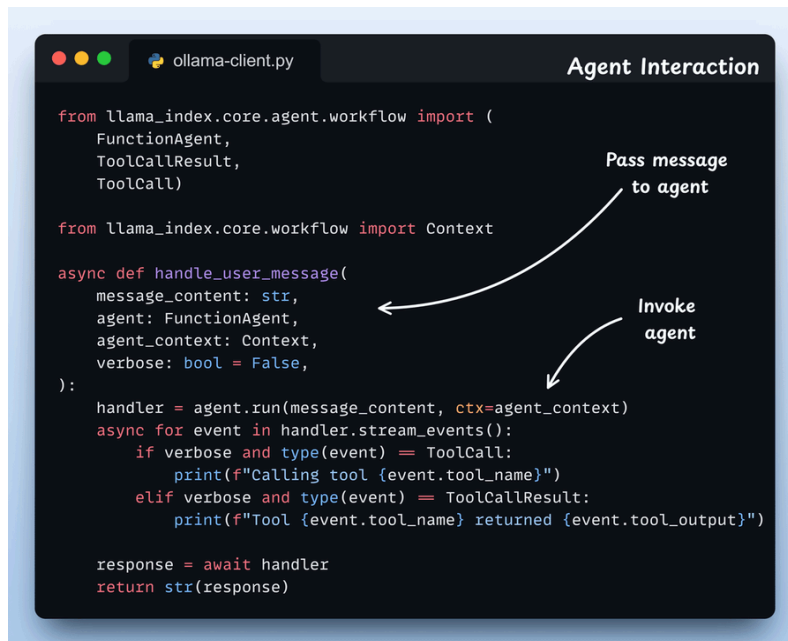 ollama-client.py
Agent Interaction
from llama_index.core.agent.workflow import (
    FunctionAgent,
    ToolCallResult,
    ToolCall)
Pass message
to agent
from llama_index.core.workflow import Context
async def handle_user_message(
    message_content: str,
    agent: FunctionAgent,
    agent_context: Context,
    verbose: bool = False,
):
Invoke
agent
    handler = agent.run(message_content, ctx=agent_context)
    async for event in handler.stream_events():
        if verbose and type(event) == ToolCall:
            print(f"Calling tool {event.tool_name}")
        elif verbose and type(event) == ToolCallResult:
            print(f"Tool {event.tool_name} returned {event.tool_output}")
    response = await handler
    return str(response)